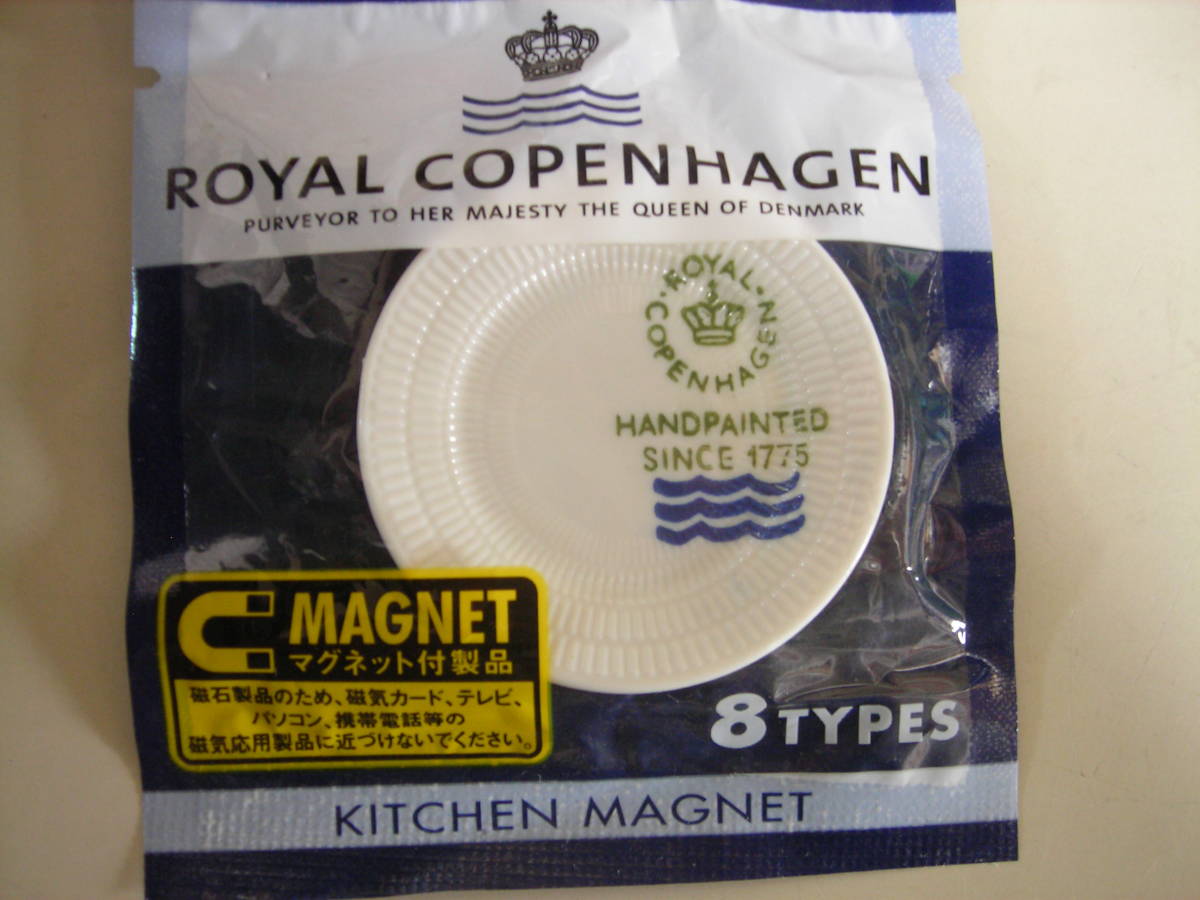 ROYAL COPENHAGEN
PURVEYOR TO HER MAJESTY THE QUEEN OF DENMARK
ROYAL
COPENHAGEN
HANDPAINTED
SINCE 1775
MAGNET
マグネット付製品
磁石製品のため、磁気カード、テレビ、
パソコン、携帯電話等の
磁気応用製品に近づけないでください。
8 TYPES
KITCHEN MAGNET